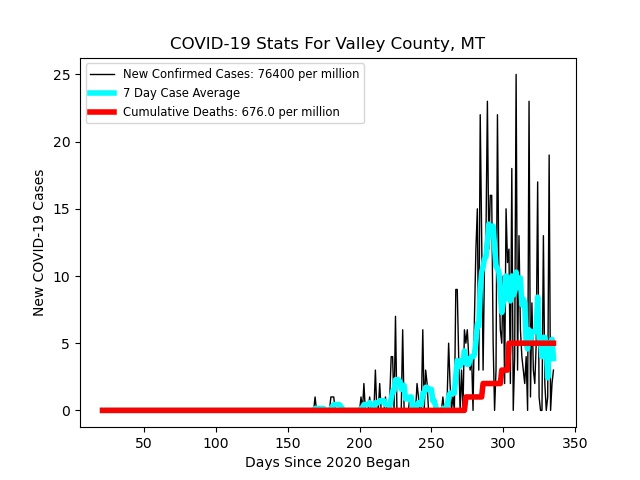 COVID-19 Stats For Valley County, MT
New Confirmed Cases: 76400 per million
7 Day Case Average
Cumulative Deaths: 676.0 per million
New COVID-19 Cases
25
20
15
10
5
0
50 100 150 200 250 300 350
Days Since 2020 Began